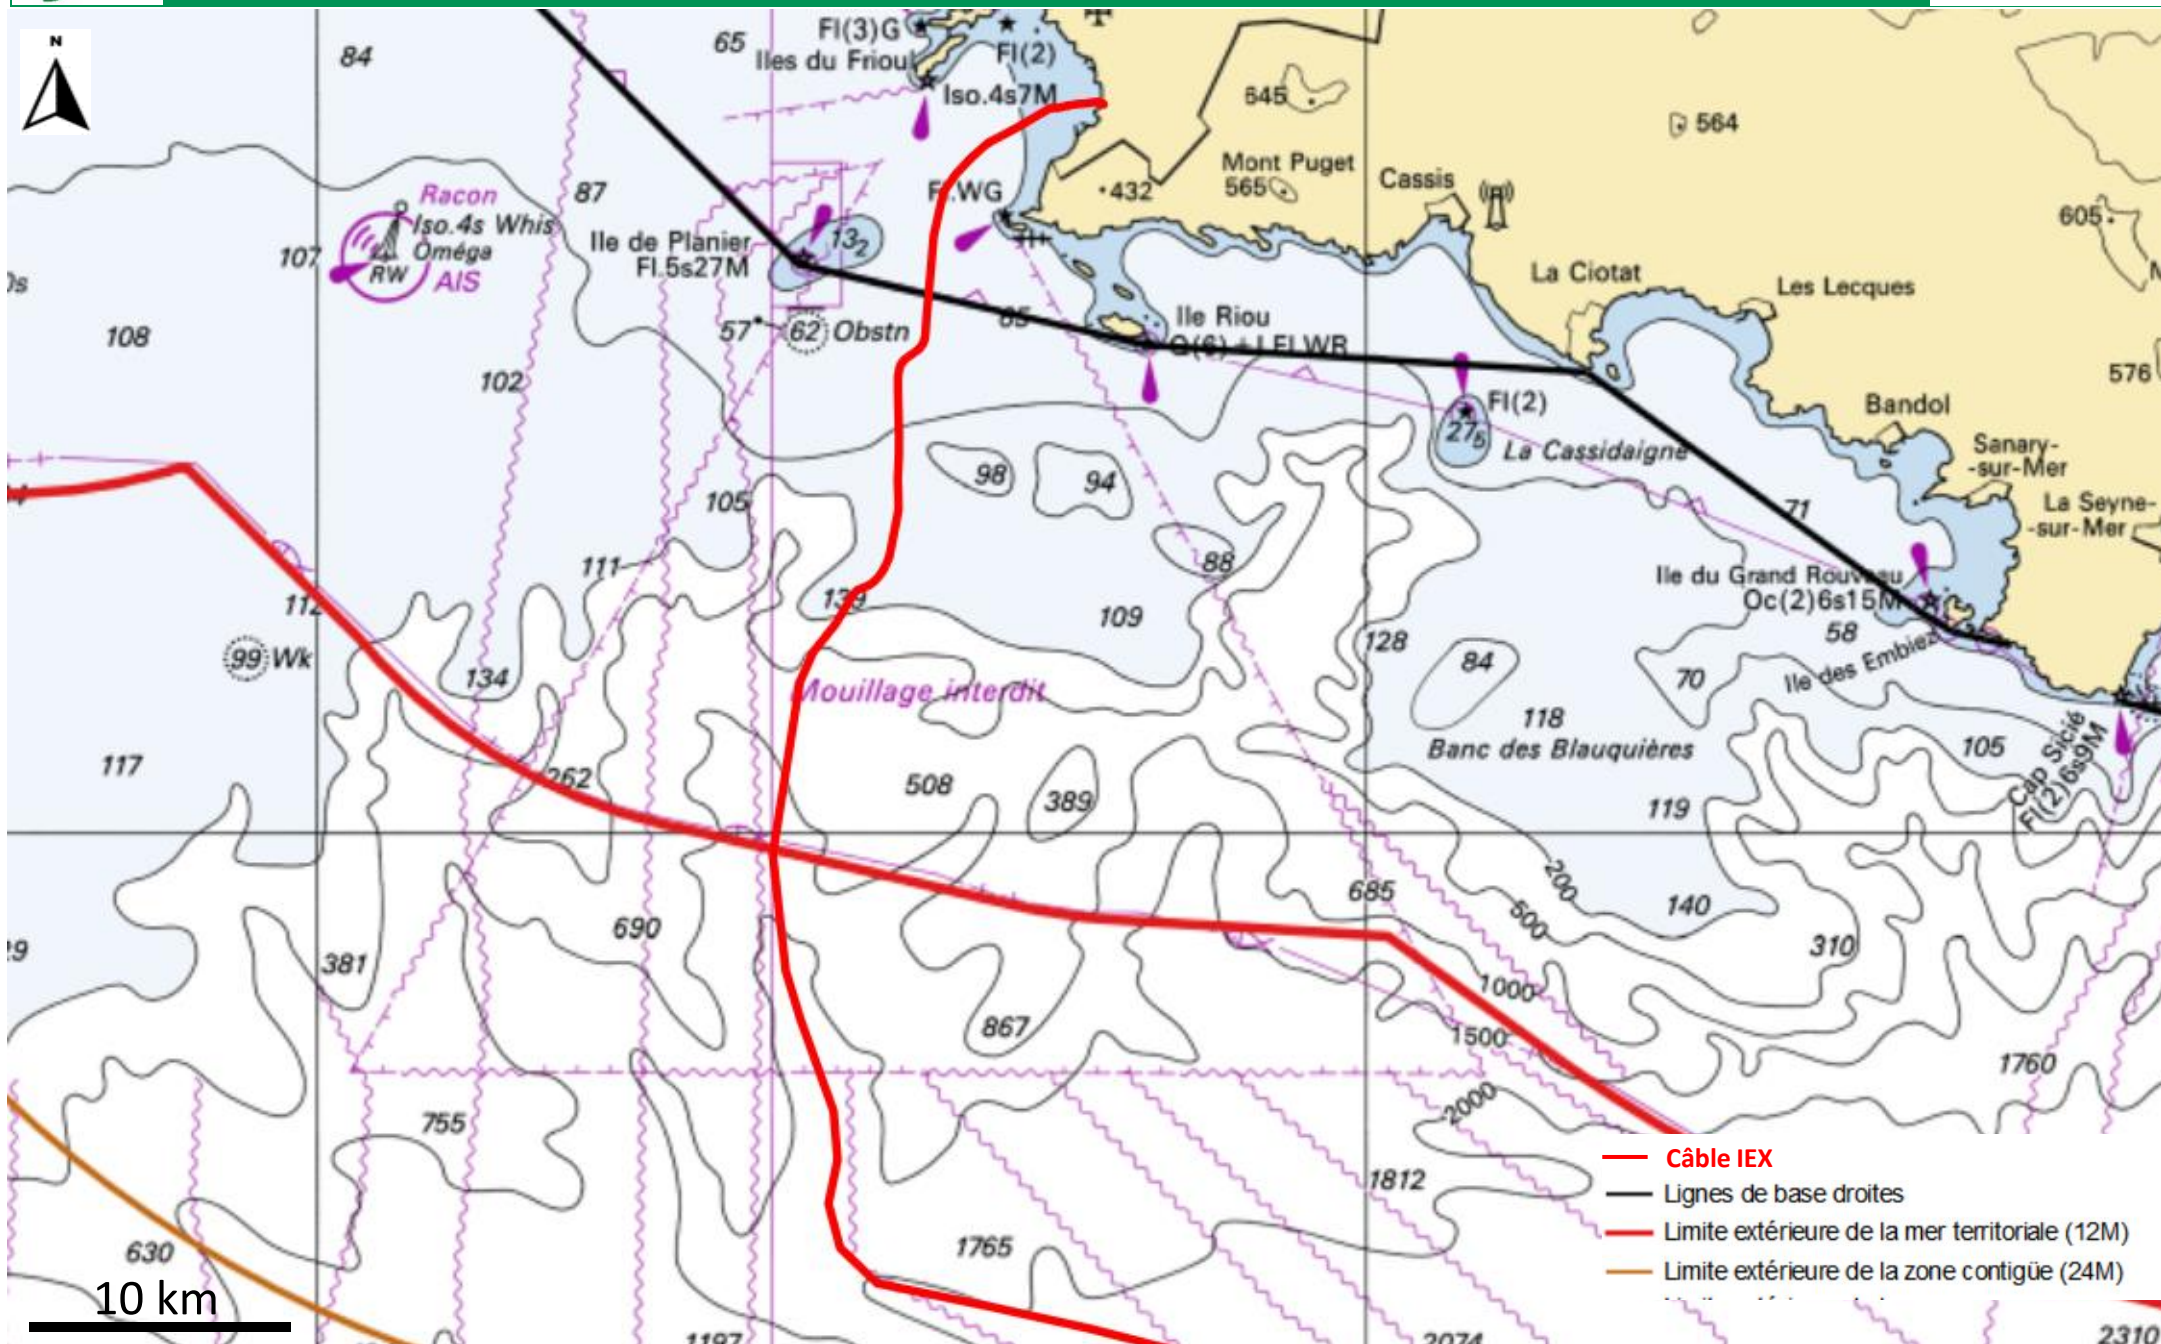 N
84
65
Fl(3)G
Iles du Frioul
Fl(2)
Iso.4s7M
645
564
Mont Puget
565
432
Cassis
Racon
Iso.4s Whis
Oméga
RW
AIS
107
87
Ile de Planier
Fl.5s27M
13₂
605
La Ciotat
Les Lecques
108
57
62
Obstn
65
Ile Riou
102
576
Fl(2)
27₅
La Cassidaigne
Bandol
Sanary-
-sur-Mer
98
94
105
71
La Seyne-
-sur-Mer
88
111
139
112
109
Ile du Grand Rouveau
Oc(2)6s15M
58
Ile des Embiez
99
Wk
134
128
84
70
Mouillage interdit
118
Banc des Blauquières
105
Cap Sicié
Fl(2)6s9M
117
262
508
389
119
200
500
685
140
690
310
381
1000
867
1500
1760
2000
755
1812
Câble IEX
Lignes de base droites
Limite extérieure de la mer territoriale (12M)
Limite extérieure de la zone contigüe (24M)
630
1765
10 km
1197
2074
2310